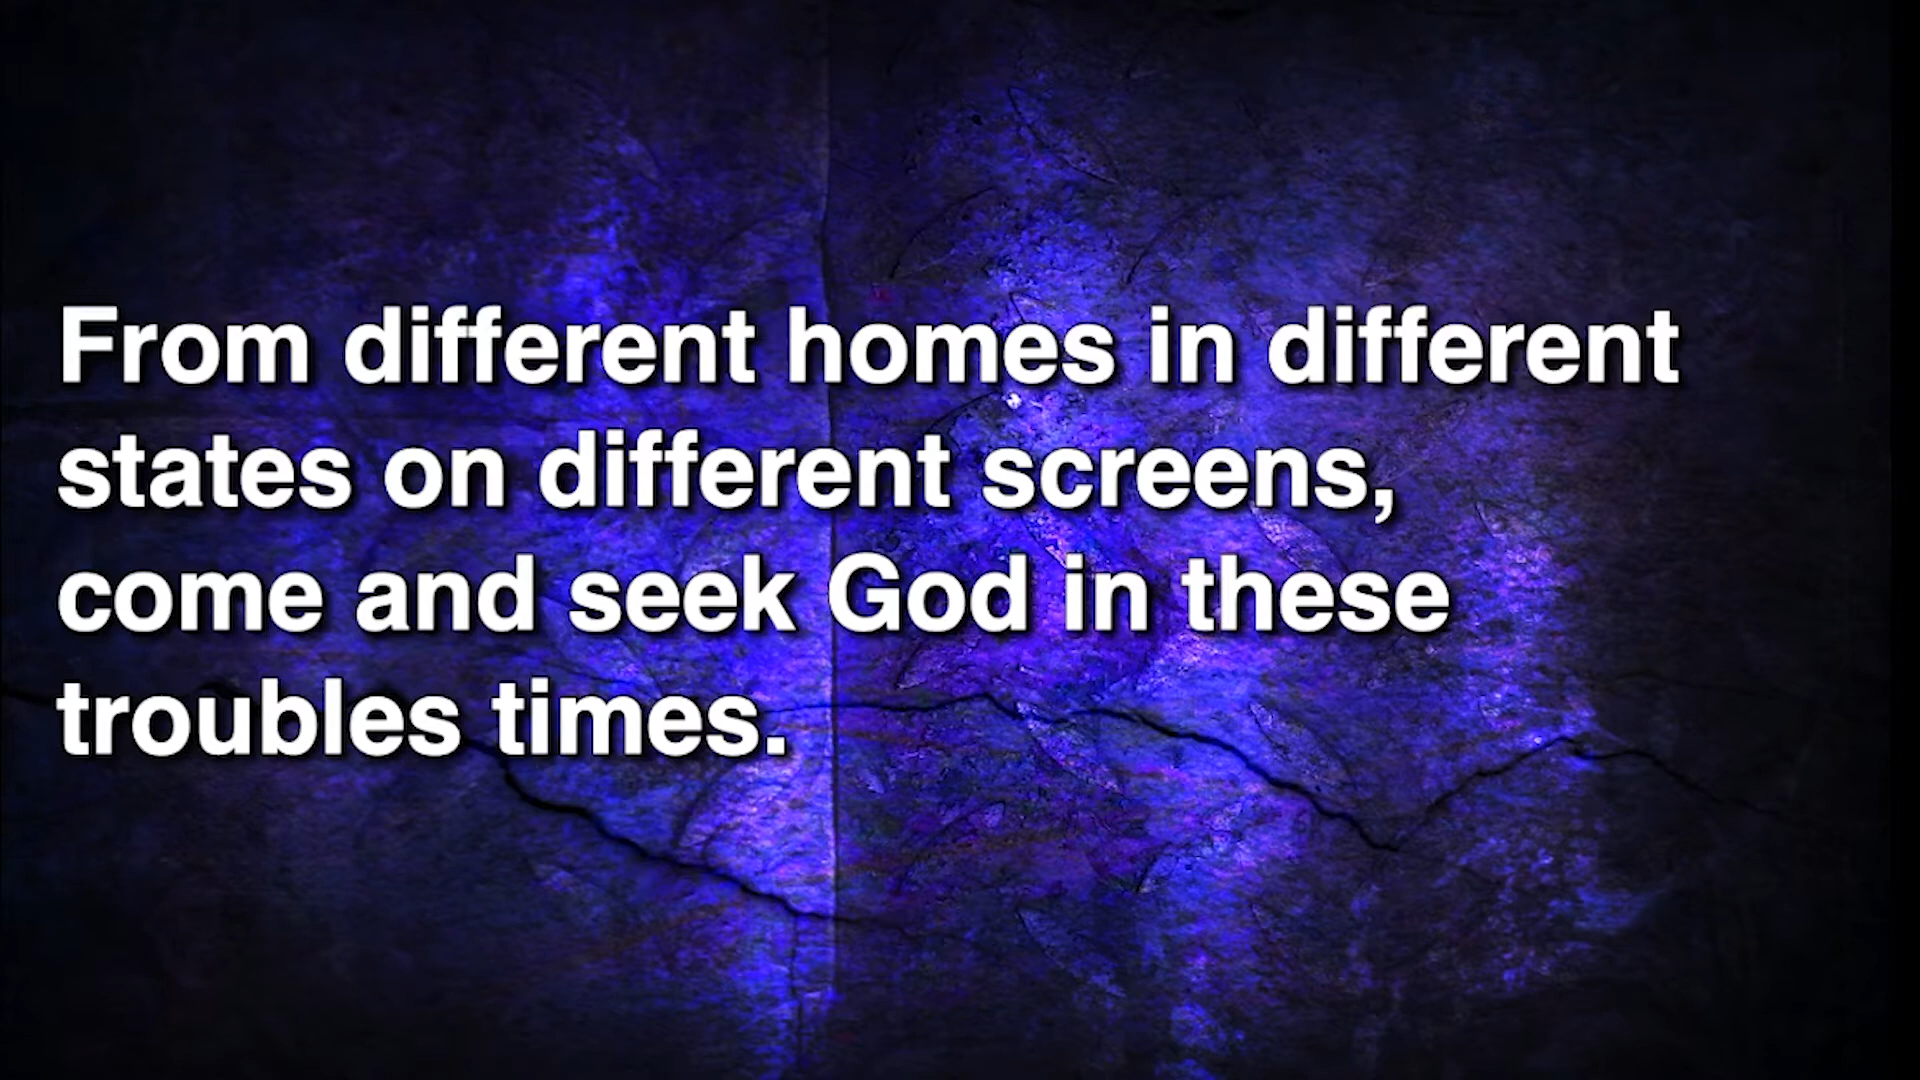 From different homes in different
states on different screens,
come and seek God in these
troubles times.